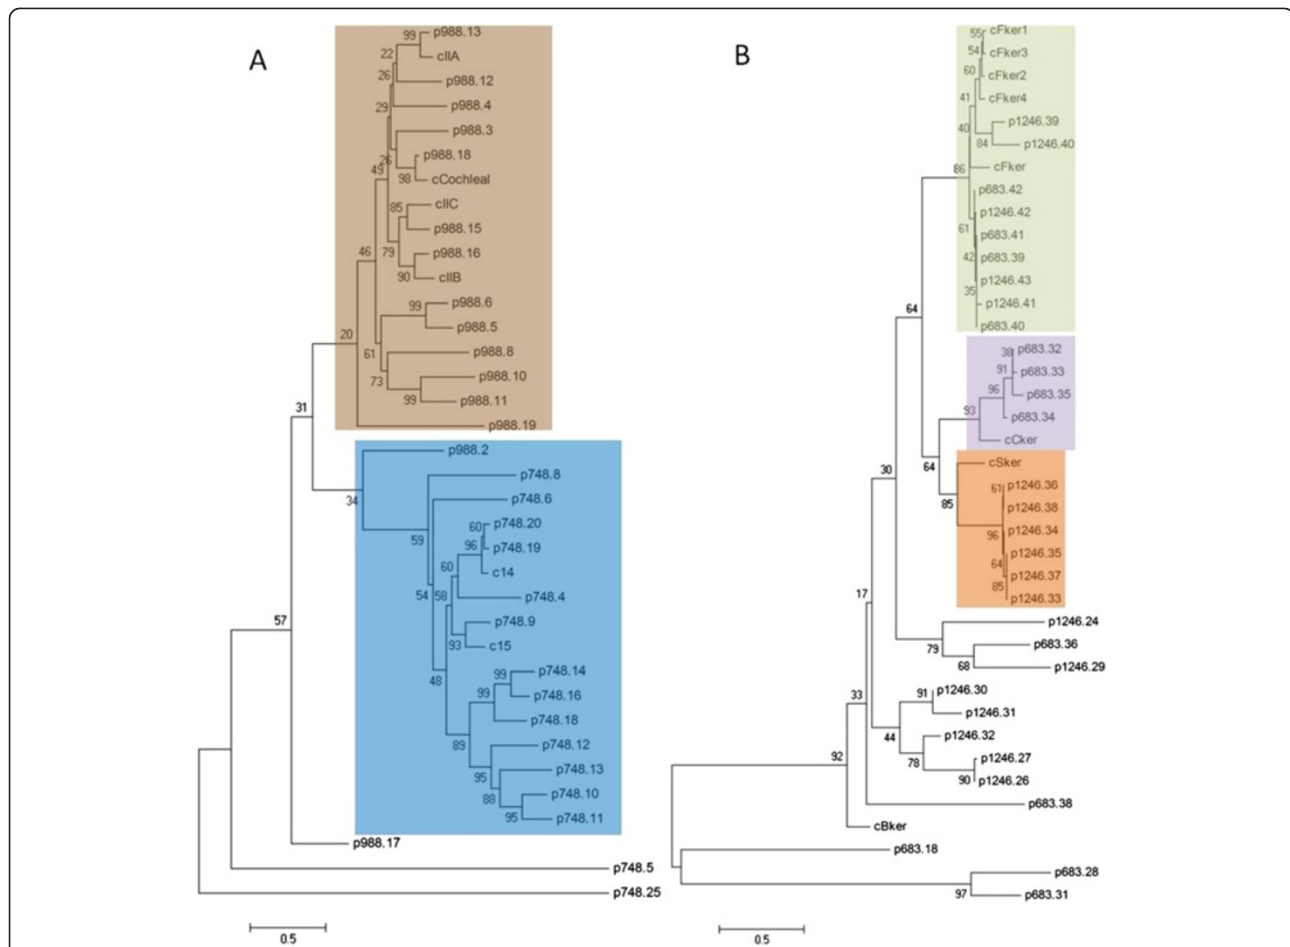 A
99
p988.13
22
cIIA
26
p988.12
29
p988.4
p988.3
26
p988.18
49
98
cCochleal
85
cIIC
p988.15
79
46
p988.16
90
cIIB
99
p988.6
p988.5
20
61
p988.8
73
p988.10
99
p988.11
31
p988.19
p988.2
34
p748.8
p748.6
59
60
p748.20
96
p748.19
60
c14
54
58
p748.4
p748.9
57
93
c15
48
99
p748.14
99
p748.16
p748.18
89
p748.12
95
p748.13
88
p748.10
95
p748.11
p988.17
p748.5
p748.25
0.5
B
55
cFker1
54
cFker3
60
cFker2
41
cFker4
p1246.39
40
84
p1246.40
86
cFker
p683.42
p1246.42
61
p683.41
42
p683.39
p1246.43
35
p1246.41
64
p683.40
38
p683.32
91
p683.33
96
p683.35
93
p683.34
cCker
64
cSker
30
61
p1246.36
85
p1246.38
p1246.34
96
p1246.35
64
p1246.37
85
p1246.33
17
p1246.24
79
p683.36
68
p1246.29
33
91
p1246.30
p1246.31
44
p1246.32
78
92
p1246.27
90
p1246.26
p683.38
cBker
p683.18
p683.28
97
p683.31
0.5